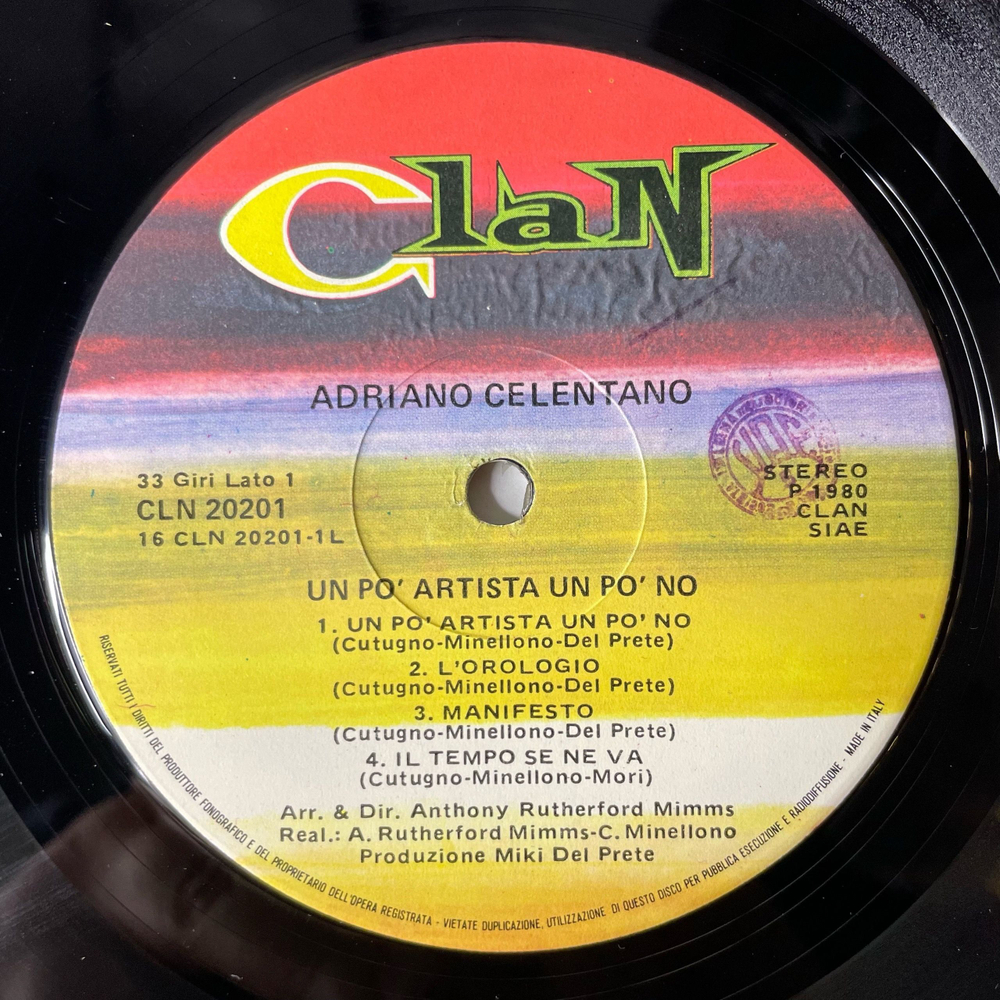 ClaN
ADRIANO CELENTANO
33 Giri Lato 1
CLN 20201
16 CLN 20201-1L
STEREO
P 1980
CLAN
SIAE
UN PO' ARTISTA UN PO' NO
1. UN PO' ARTISTA UN PO' NO
(Cutugno-Minellono-Del Prete)
2. L'OROLOGIO
(Cutugno-Minellono-Del Prete)
3. MANIFESTO
(Cutugno-Minellono-Del Prete)
4. IL TEMPO SE NE VA
(Cutugno-Minellono-Mori)
Arr. & Dir. Anthony Rutherford Mimms
Real.: A. Rutherford Mimms-C. Minellono
Produzione Miki Del Prete
RISERVATI TUTTI I DIRITTI DEL PRODUTTORE FONOGRAFICO E DEL PROPRIETARIO DELL'OPERA REGISTRATA - VIETATE DUPLICAZIONE, UTILIZZAZIONE DI QUESTO DISCO PER PUBBLICA ESECUZIONE E RADIODIFFUSIONE - MADE IN ITALY